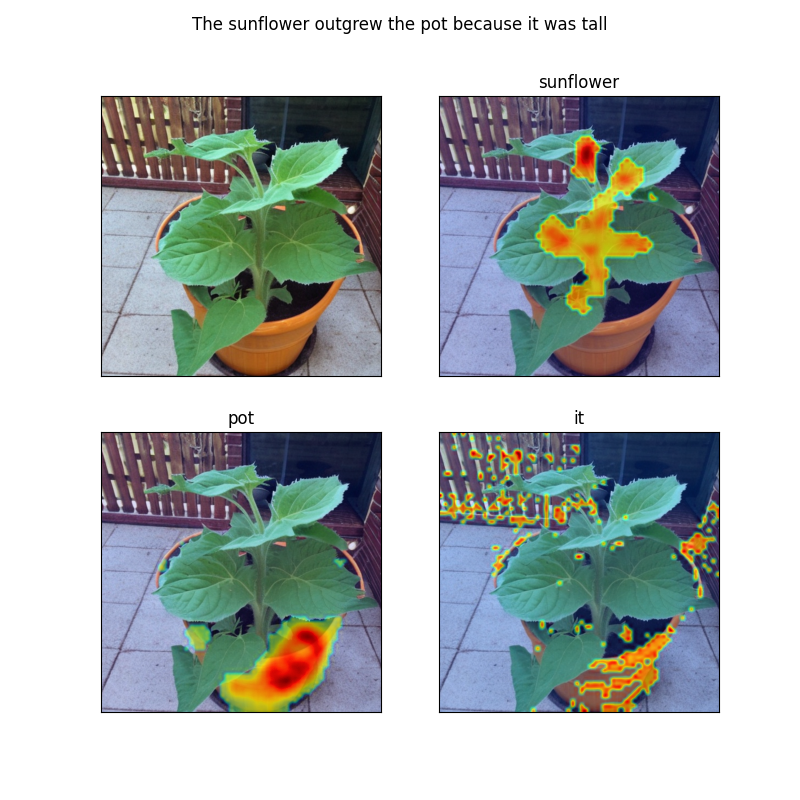 The sunflower outgrew the pot because it was tall
sunflower
pot
it